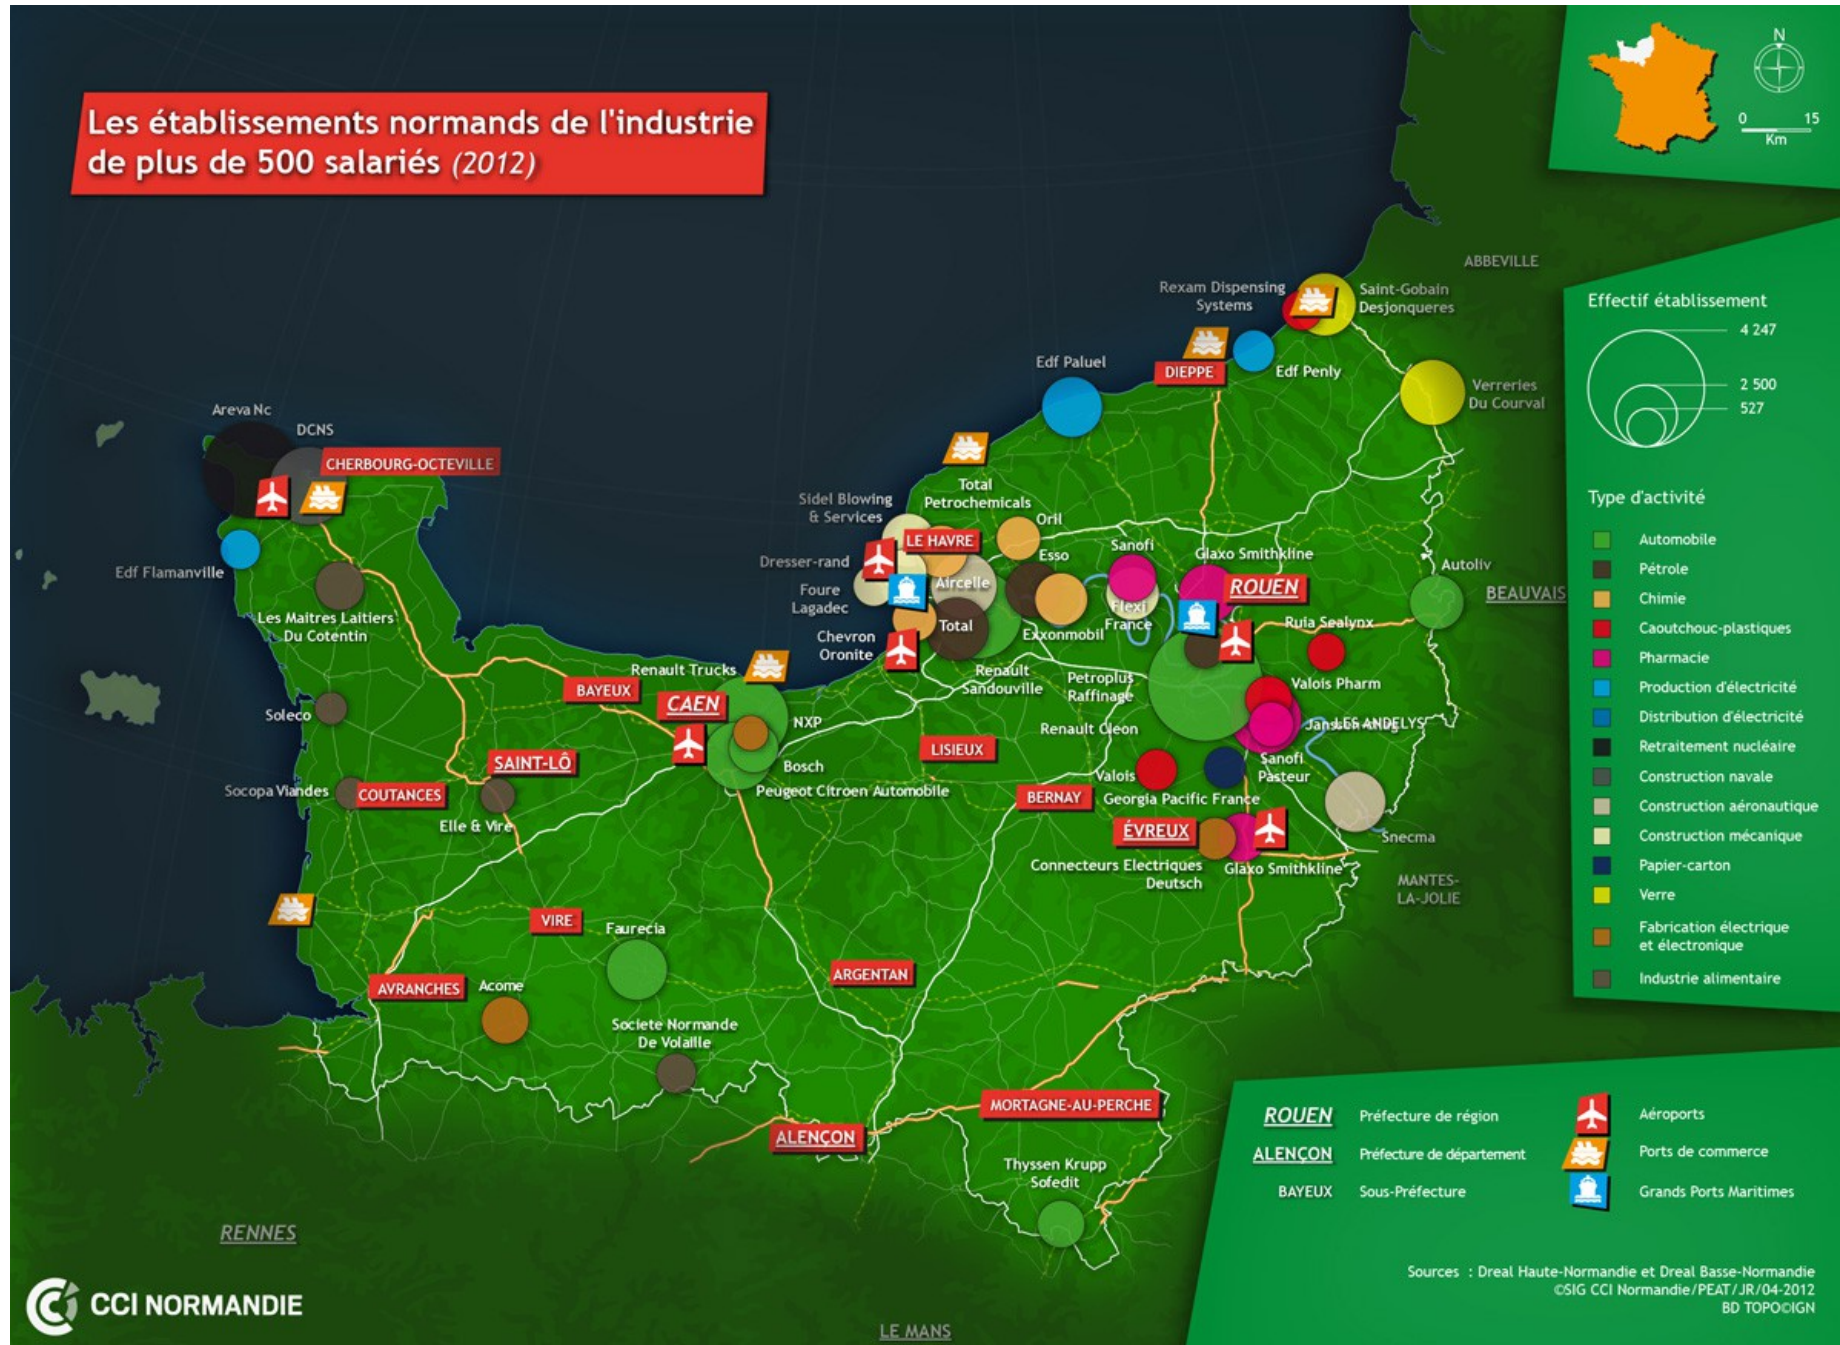 Les établissements normands de l'industrie
de plus de 500 salariés (2012)
N
0 15
Km
ABBEVILLE
Rexam Dispensing
Systems
Saint-Gobain
Desjonqueres
Edf Paluel
DIEPPE
Edf Penly
Verreries
Du Courval
Areva Nc
DCNS
CHERBOURG-OCTEVILLE
Edf Flamanville
Les Maitres Laitiers
Du Cotentin
Sidel Blowing
& Services
Total
Petrochemicals
Oril
LE HAVRE
Dresser-rand
Esso
Sanofi
Glaxo Smithkline
Autoliv
BEAUVAIS
Aircelle
ROUEN
Foure
Lagadec
Flexi
France
Total
Exxonmobil
Ruia Sealynx
Chevron
Oronite
Renault
Sandouville
Petroplus
Raffinage
Valois Pharm
Renault Trucks
BAYEUX
CAEN
Soleco
NXP
Renault Cleon
LES ANDELYS
LISIEUX
SAINT-LÔ
Bosch
Sanofi
Pasteur
Valois
Socopa Viandes
COUTANCES
Peugeot Citroen Automobile
BERNAY
Georgia Pacific France
Elle & Vire
ÉVREUX
Snecma
Connecteurs Electriques
Deutsch
Glaxo Smithkline
MANTES-
LA-JOLIE
VIRE
Faurecia
ARGENTAN
AVRANCHES
Acome
Societe Normande
De Volaille
MORTAGNE-AU-PERCHE
ALENÇON
Thyssen Krupp
Sofedit
RENNES
LE MANS
CCI NORMANDIE
Effectif établissement
4 247
2 500
527
Type d'activité
Automobile
Pétrole
Chimie
Caoutchouc-plastiques
Pharmacie
Production d'électricité
Distribution d'électricité
Retraitement nucléaire
Construction navale
Construction aéronautique
Construction mécanique
Papier-carton
Verre
Fabrication électrique
et électronique
Industrie alimentaire
ROUEN Préfecture de région
ALENÇON Préfecture de département
BAYEUX Sous-Préfecture
Aéroports
Ports de commerce
Grands Ports Maritimes
Sources : Dreal Haute-Normandie et Dreal Basse-Normandie
©SIG CCI Normandie/PEAT/JR/04-2012
BD TOPO©IGN